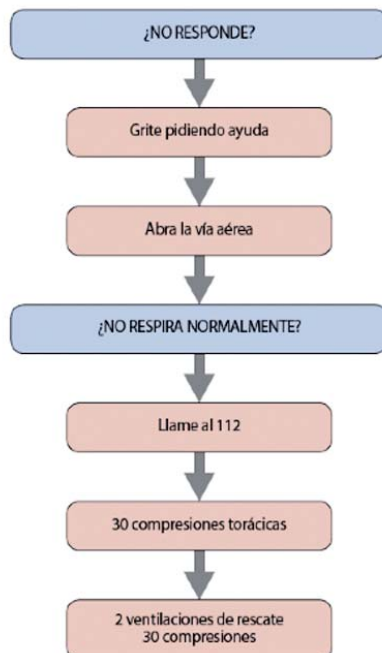 ¿NO RESPONDE?
Grite pidiendo ayuda
Abra la vía aérea
¿NO RESPIRA NORMALMENTE?
Llame al 112
30 compresiones torácicas
2 ventilaciones de rescate
30 compresiones